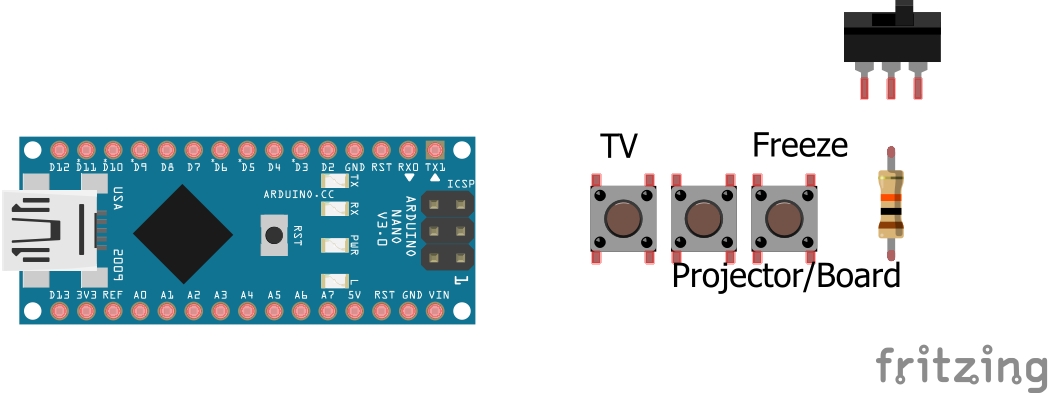 TV
Freeze
Projector/Board
D12 D11 D10 D9 D8 D7 D6 D5 D4 D3 D2 GND RST RX0 TX1
ICSP
USA
2009
ARDUINO.CC
RST
TX
RX
PWR
L
ARDUINO
NANO
V3.0
1
D13 3V3 REF A0 A1 A2 A3 A4 A5 A6 A7 5V RST GND VIN
fritzing